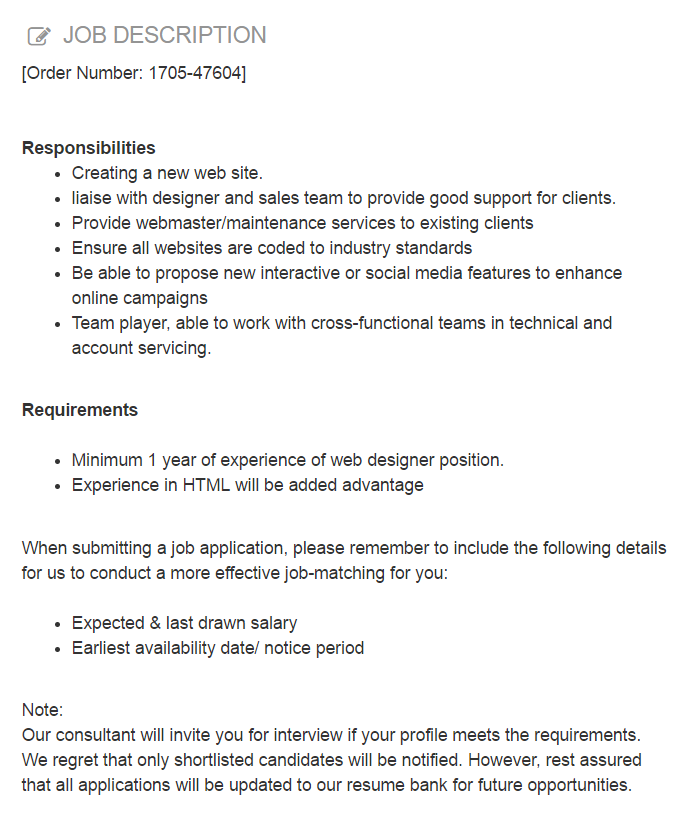 JOB DESCRIPTION
[Order Number: 1705-47604]
Responsibilities
• Creating a new web site.
• liaise with designer and sales team to provide good support for clients.
• Provide webmaster/maintenance services to existing clients
• Ensure all websites are coded to industry standards
• Be able to propose new interactive or social media features to enhance
online campaigns
• Team player, able to work with cross-functional teams in technical and
account servicing.
Requirements
• Minimum 1 year of experience of web designer position.
• Experience in HTML will be added advantage
When submitting a job application, please remember to include the following details
for us to conduct a more effective job-matching for you:
• Expected & last drawn salary
• Earliest availability date/ notice period
Note:
Our consultant will invite you for interview if your profile meets the requirements.
We regret that only shortlisted candidates will be notified. However, rest assured
that all applications will be updated to our resume bank for future opportunities.